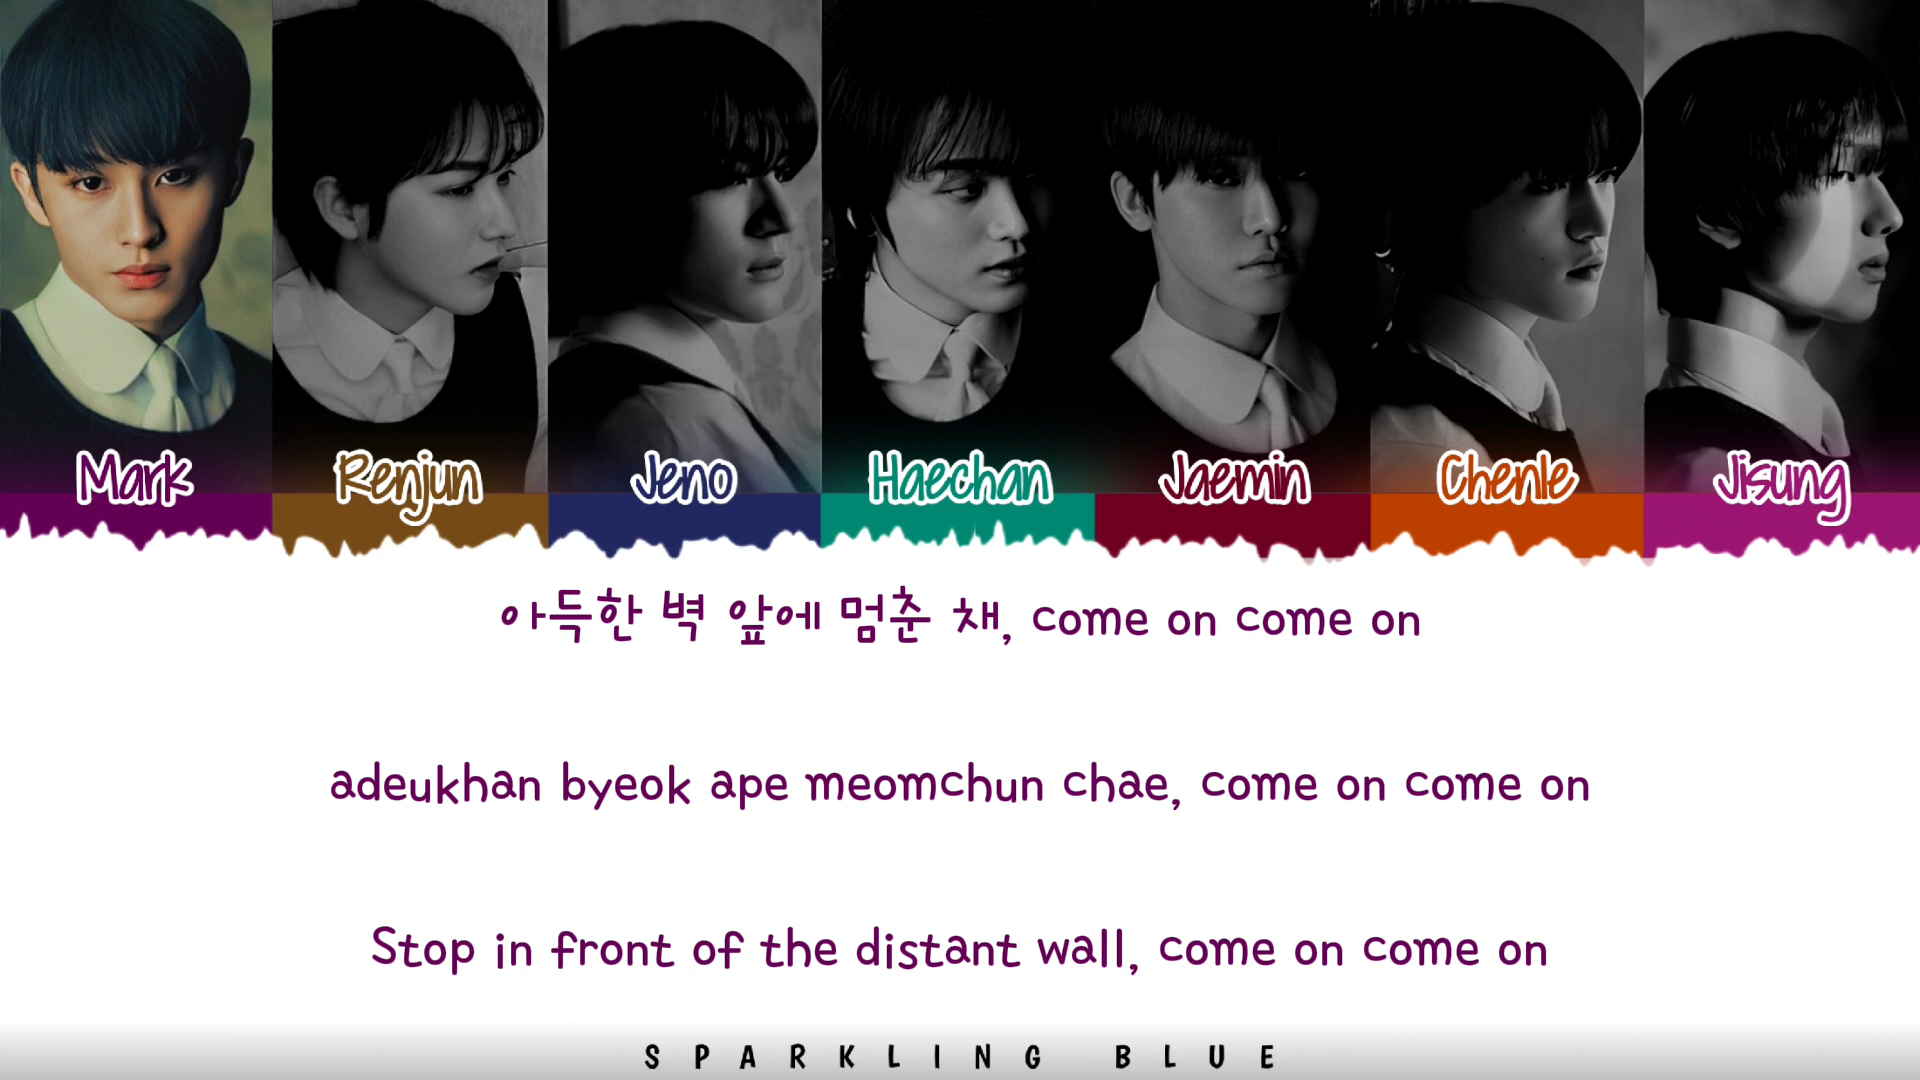 Mark Renjun Jeno Haechan Jaemin Chenle Jisung
아득한 벽 앞에 멈춘 채, come on come on
adeukhan byeok ape meomchun chae, come on come on
Stop in front of the distant wall, come on come on
SPARKLING BLUE